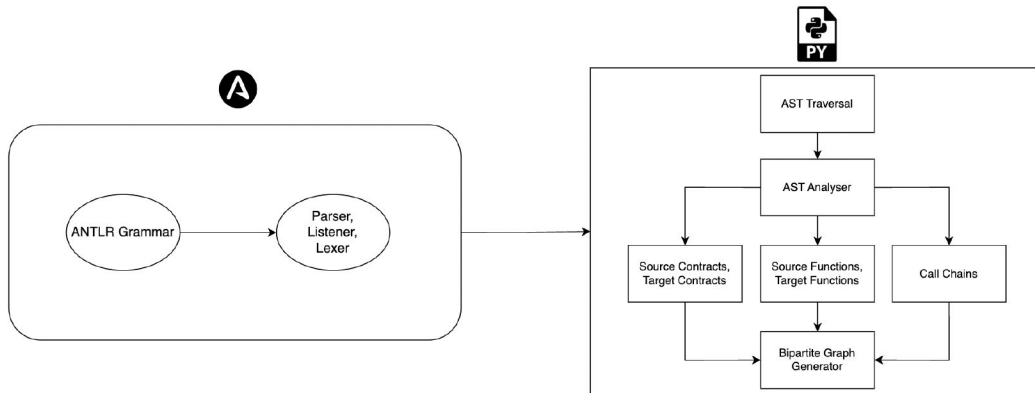 PY
ANTLR Grammar
Parser,
Listener,
Lexer
AST Traversal
AST Analyser
Source Contracts,
Target Contracts
Source Functions,
Target Functions
Call Chains
Bipartite Graph
Generator